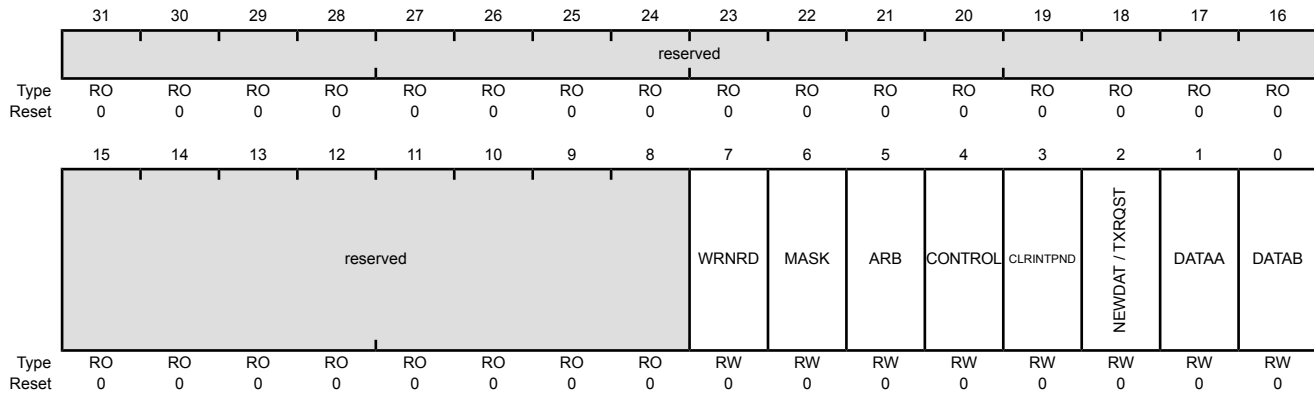 31 30 29 28 27 26 25 24 23 22 21 20 19 18 17 16
reserved
Type RO RO RO RO RO RO RO RO RO RO RO RO RO RO RO RO
Reset 0 0 0 0 0 0 0 0 0 0 0 0 0 0 0 0
15 14 13 12 11 10 9 8 7 6 5 4 3 2 1 0
reserved WRNRD MASK ARB CONTROL CLRINTPND NEWDAT / TXRQST DATAA DATAB
Type RO RO RO RO RO RO RO RO RW RW RW RW RW RW RW RW
Reset 0 0 0 0 0 0 0 0 0 0 0 0 0 0 0 0